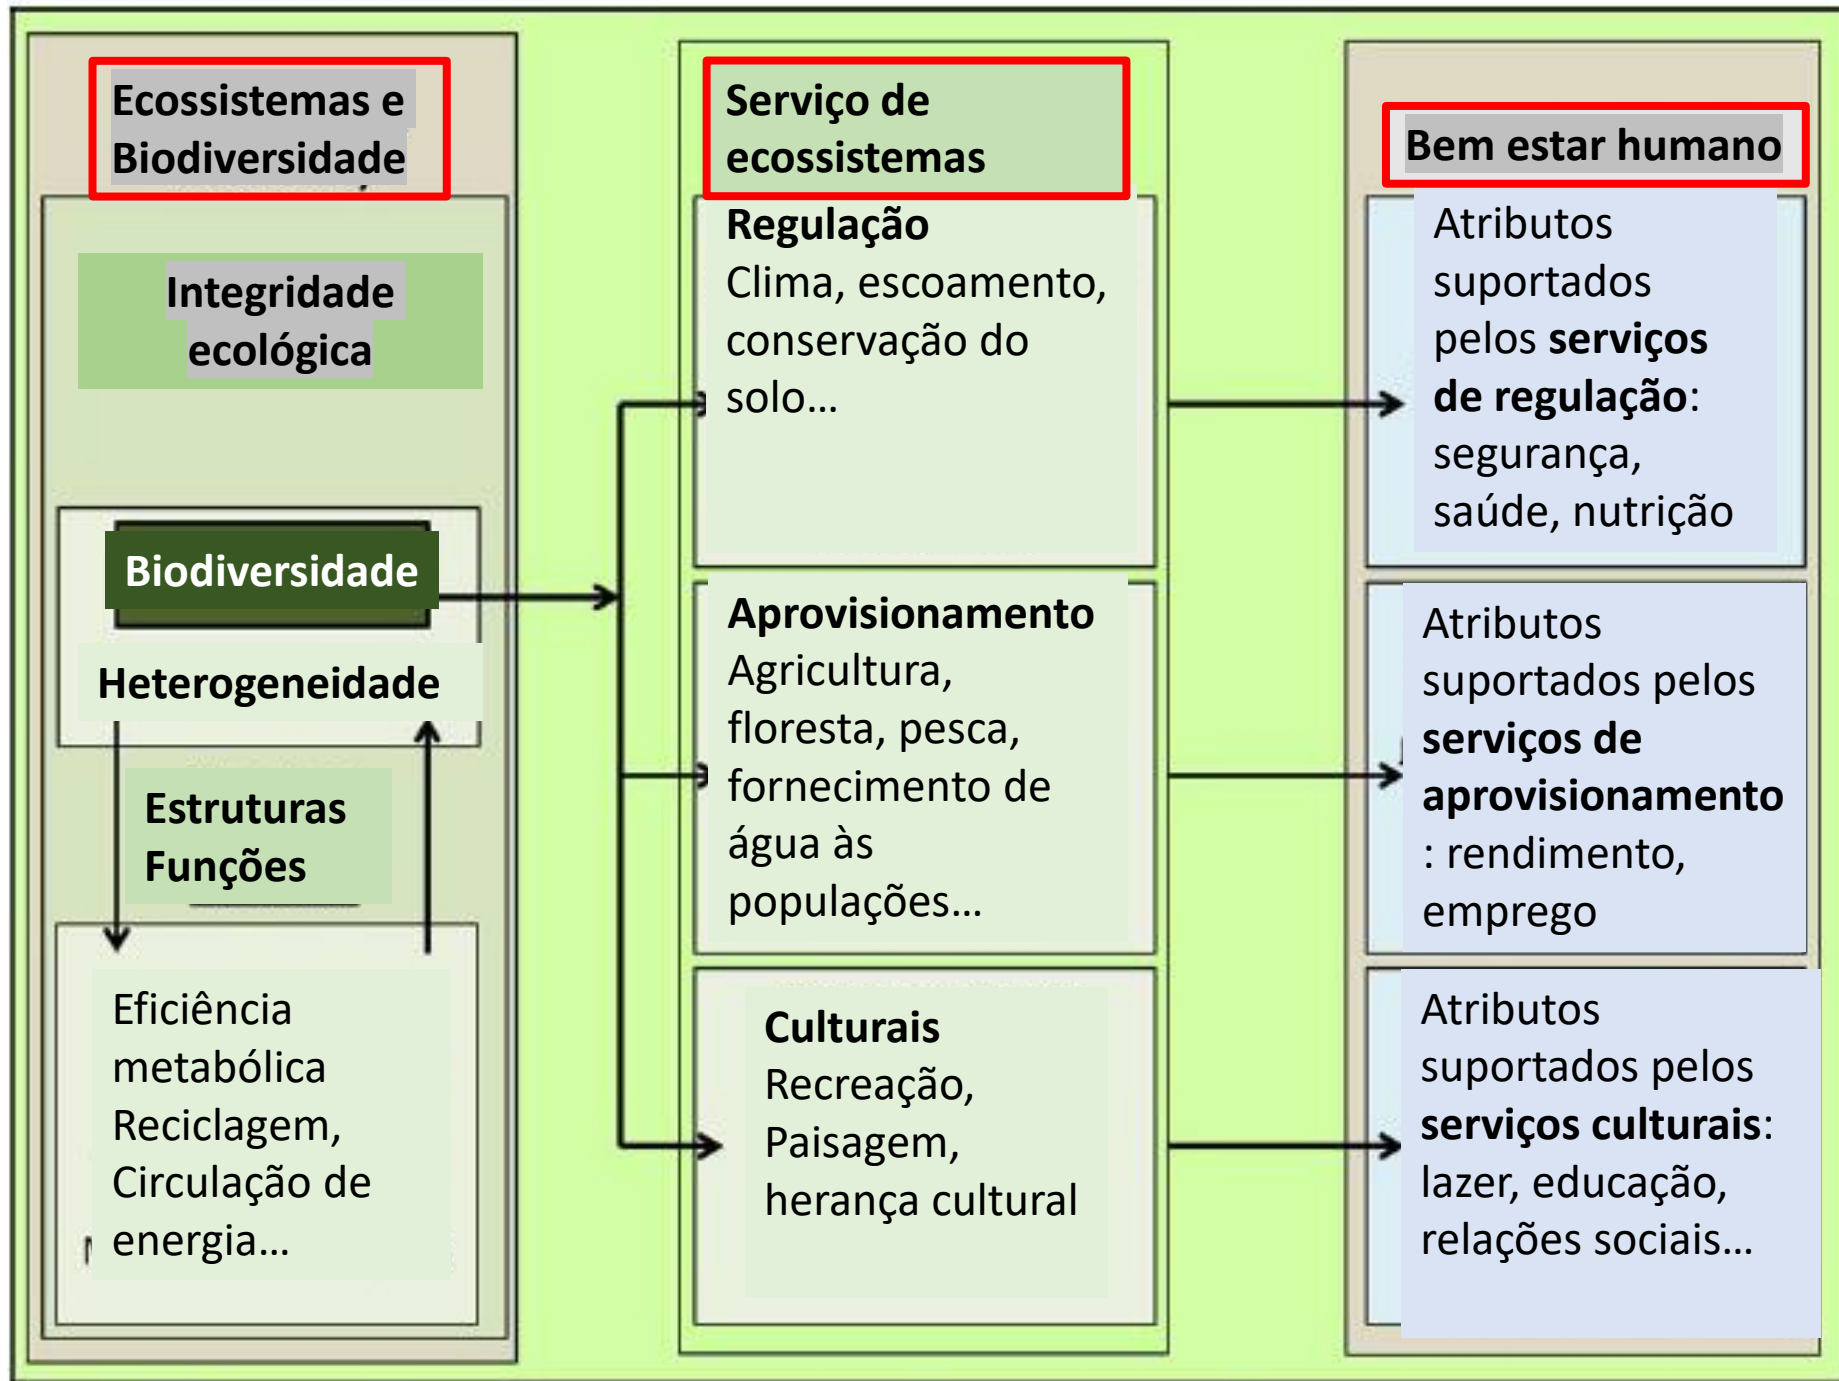 Ecossistemas e
Biodiversidade
Integridade
ecológica
Biodiversidade
Heterogeneidade
Estruturas
Funções
Eficiência
metabólica
Reciclagem,
Circulação de
energia…
Serviço de
ecossistemas
Regulação
Clima, escoamento,
conservação do
solo…
Aprovisionamento
Agricultura,
floresta, pesca,
fornecimento de
água às
populações…
Culturais
Recreação,
Paisagem,
herança cultural
Bem estar humano
Atributos
suportados
pelos serviços
de regulação:
segurança,
saúde, nutrição
Atributos
suportados pelos
serviços de
aprovisionamento
: rendimento,
emprego
Atributos
suportados pelos
serviços culturais:
lazer, educação,
relações sociais…